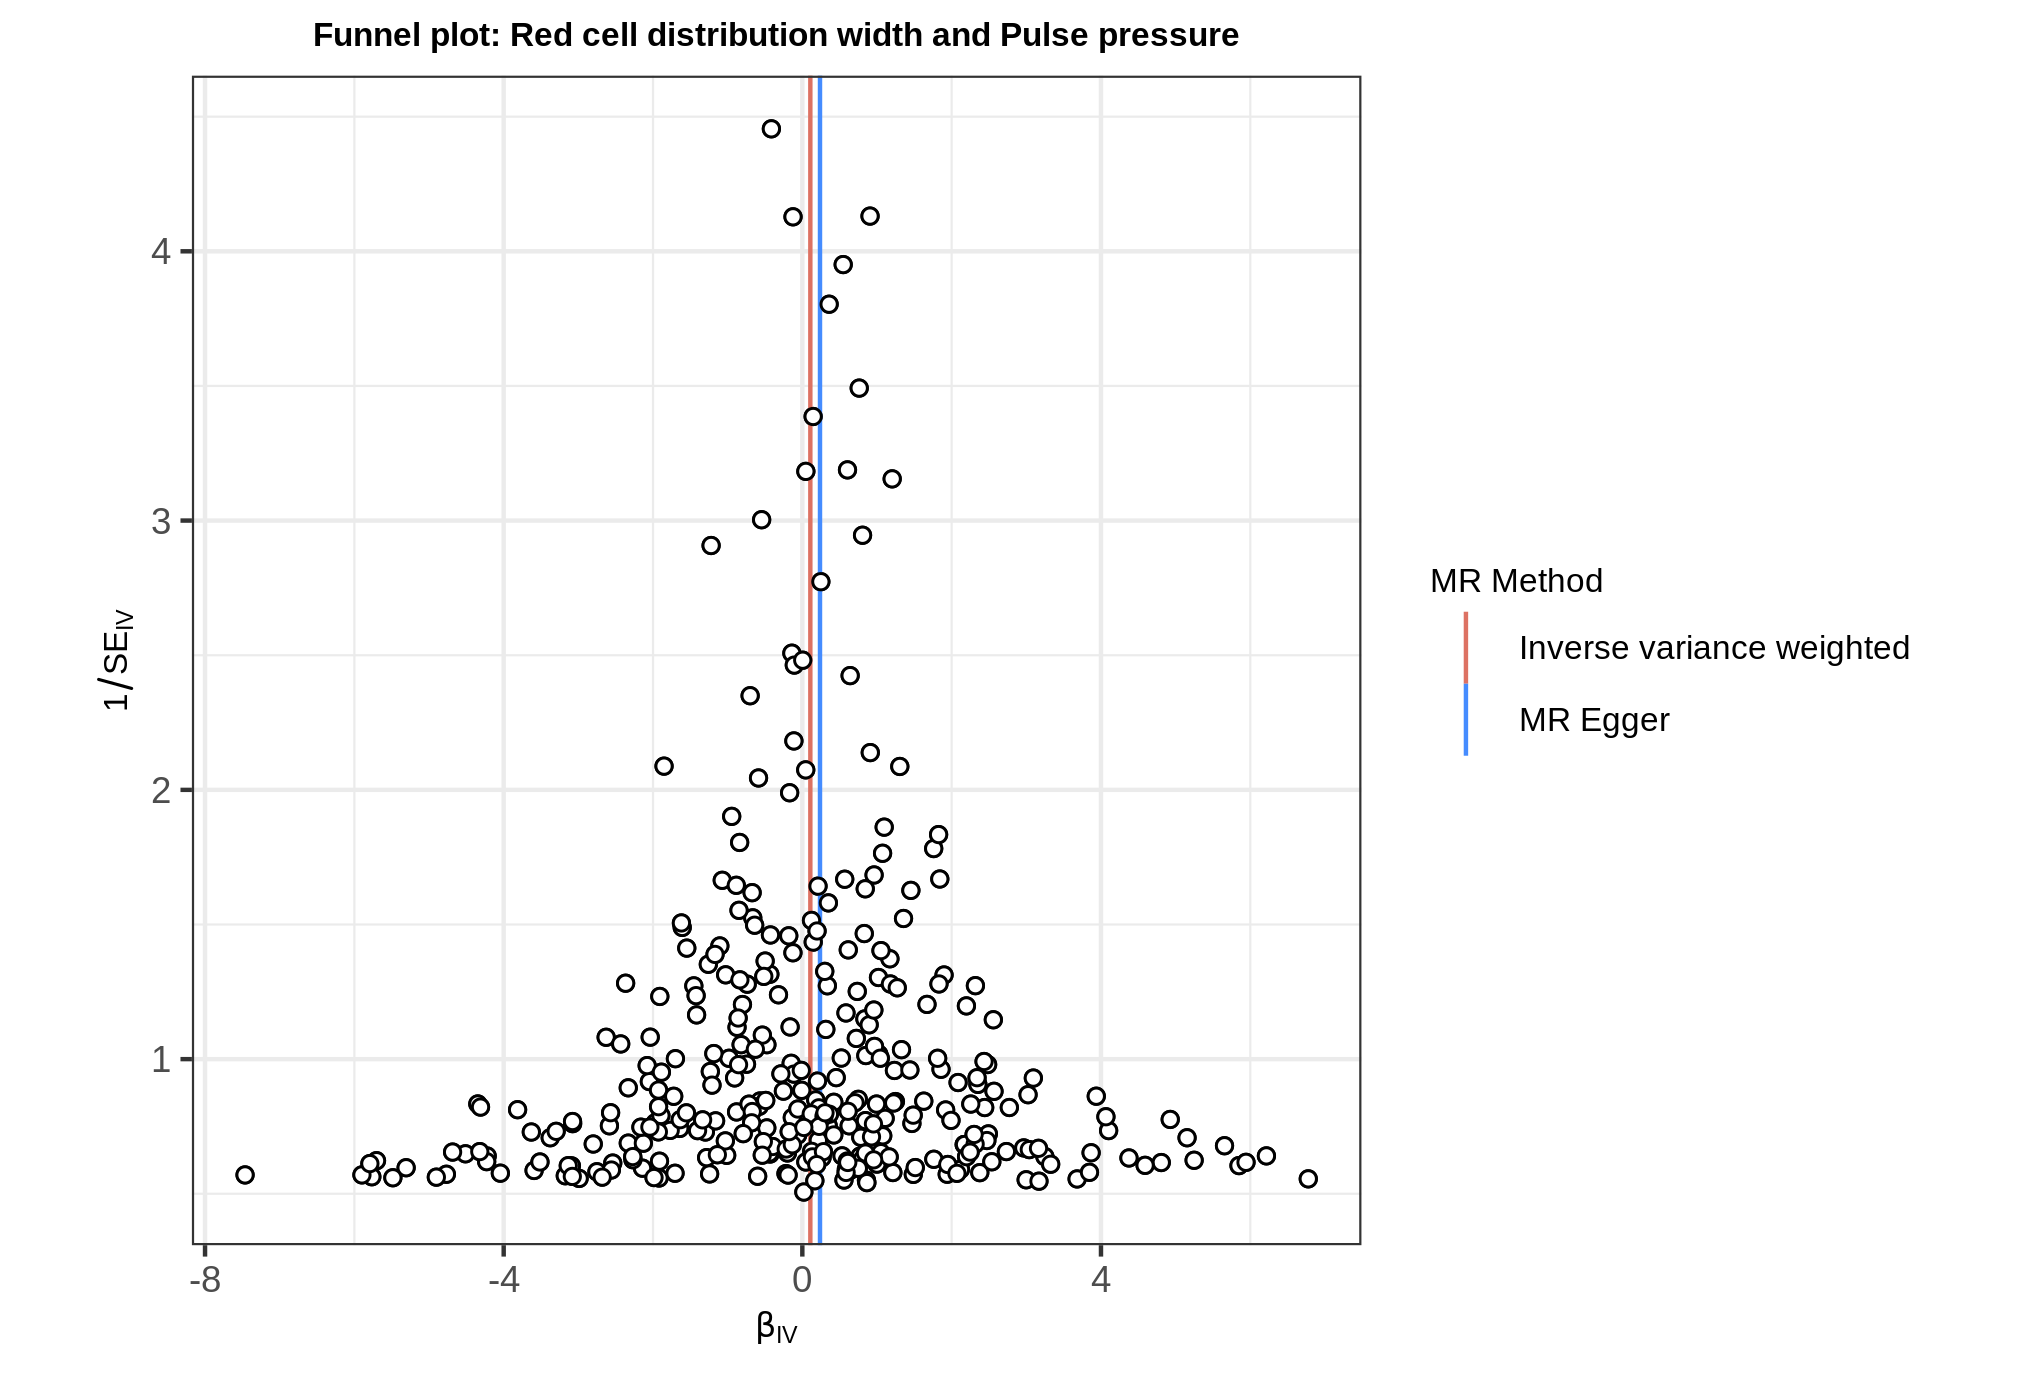 Funnel plot: Red cell distribution width and Pulse pressure
4
3
2
1
1/SE_IV
-8
-4
0
4
β_IV
MR Method
Inverse variance weighted
MR Egger